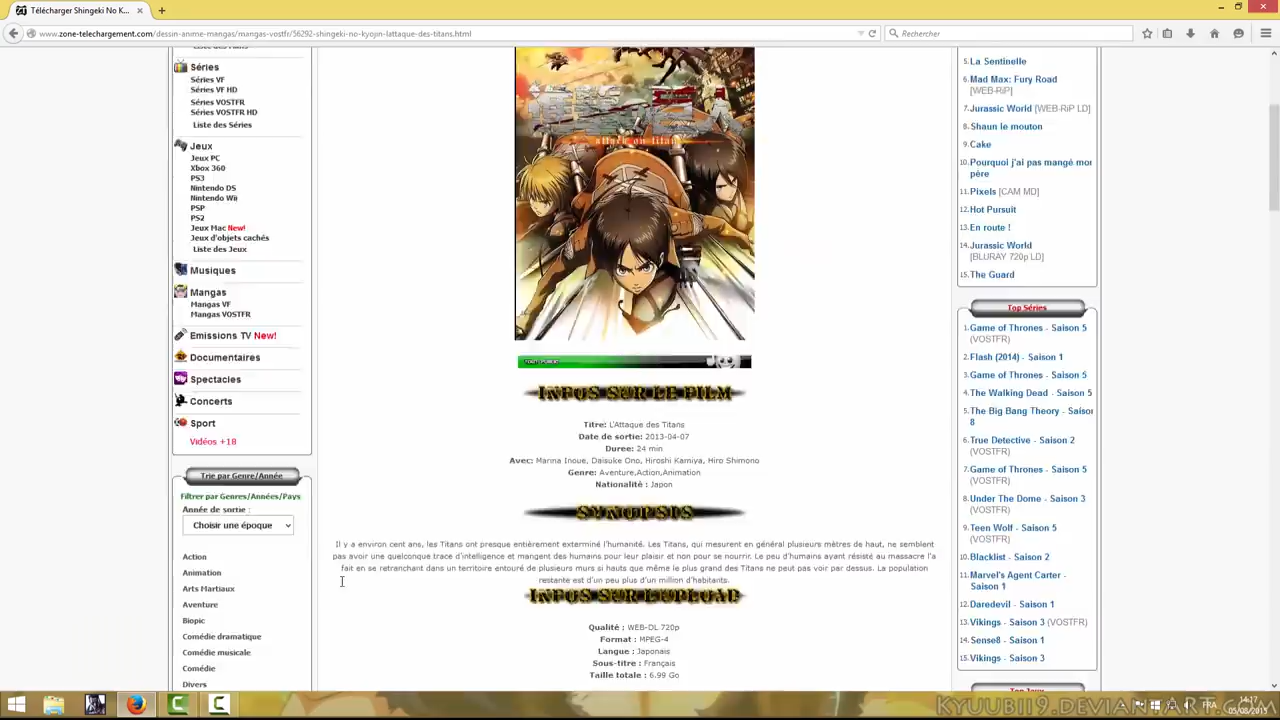 Télécharger Shingeki No K...
www.zone-telechargement.com/dessin-anime-mangas/mangas-vostfr/56292-shingeki-no-kyojin-lattaque-des-titans.html
Rechercher
Séries
Séries VF
Séries VF HD
Séries VOSTFR
Séries VOSTFR HD
Liste des Séries
Jeux
Jeux PC
Xbox 360
PS3
Nintendo DS
Nintendo Wii
PSP
PS2
Jeux Mac New!
Jeux d'objets cachés
Liste des Jeux
Musiques
Mangas
Mangas VF
Mangas VOSTFR
Emissions TV New!
Documentaires
Spectacles
Concerts
Sport
Vidéos +18
Trie par Genre/Année
Filtrer par Genres/Années/Pays
Année de sortie :
Choisir une époque
Action
Animation
Arts Martiaux
Aventure
Biopic
Comédie dramatique
Comédie musicale
Comédie
Divers
attack on titan
TOUT PUBLIC
INFOS SUR LE FILM
Titre: L'Attaque des Titans
Date de sortie: 2013-04-07
Duree: 24 min
Avec: Marina Inoue, Daisuke Ono, Hiroshi Kamiya, Hiro Shimono
Genre: Aventure,Action,Animation
Nationalité : Japon
SYNOPSIS
Il y a environ cent ans, les Titans ont presque entièrement exterminé l'humanité. Les Titans, qui mesurent en général plusieurs mètres de haut, ne semblent
pas avoir une quelconque trace d'intelligence et mangent des humains pour leur plaisir et non pour se nourrir. Le peu d'humains ayant résisté au massacre l'a
fait en se retranchant dans un territoire entouré de plusieurs murs si hauts que même le plus grand des Titans ne peut pas voir par dessus. La population
restante est d'un peu plus d'un million d'habitants.
INFOS SUR L'UPLOAD
Qualité : WEB-DL 720p
Format : MPEG-4
Langue : Japonais
Sous-titre : Français
Taille totale : 6.99 Go
5. La Sentinelle
6. Mad Max: Fury Road
[WEB-RiP]
7. Jurassic World [WEB-RiP LD]
8. Shaun le mouton
9. Cake
10. Pourquoi j'ai pas mangé mon
père
11. Pixels [CAM MD]
12. Hot Pursuit
13. En route !
14. Jurassic World
[BLURAY 720p LD]
15. The Guard
Top Séries
1. Game of Thrones - Saison 5
(VOSTFR)
2. Flash (2014) - Saison 1
3. Game of Thrones - Saison 5
4. The Walking Dead - Saison 5
5. The Big Bang Theory - Saison
8
6. True Detective - Saison 2
(VOSTFR)
7. Game of Thrones - Saison 5
(VOSTFR)
8. Under The Dome - Saison 3
(VOSTFR)
9. Teen Wolf - Saison 5
(VOSTFR)
10. Blacklist - Saison 2
11. Marvel's Agent Carter -
Saison 1
12. Daredevil - Saison 1
13. Vikings - Saison 3 (VOSTFR)
14. Sense8 - Saison 1
15. Vikings - Saison 3
Top Jeux
KYUUBII9.DEVIANTART.COM
FR
14:17
05/08/2015